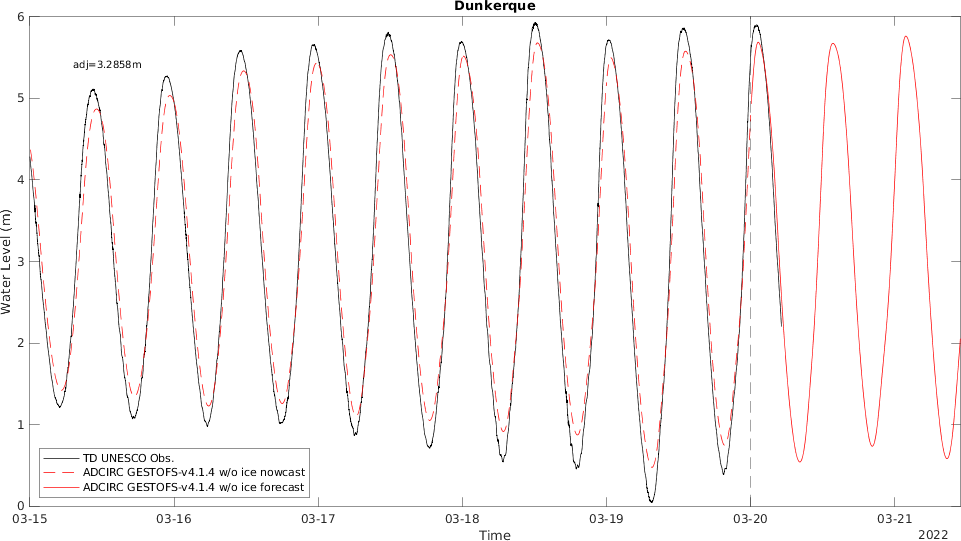 Dunkerque
6
adj=3.2858m
5
4
3
2
1
0
Water Level (m)
TD UNESCO Obs.
ADCIRC GESTOFS-v4.1.4 w/o ice nowcast
ADCIRC GESTOFS-v4.1.4 w/o ice forecast
03-15 03-16 03-17 03-18 03-19 03-20 03-21
Time
2022